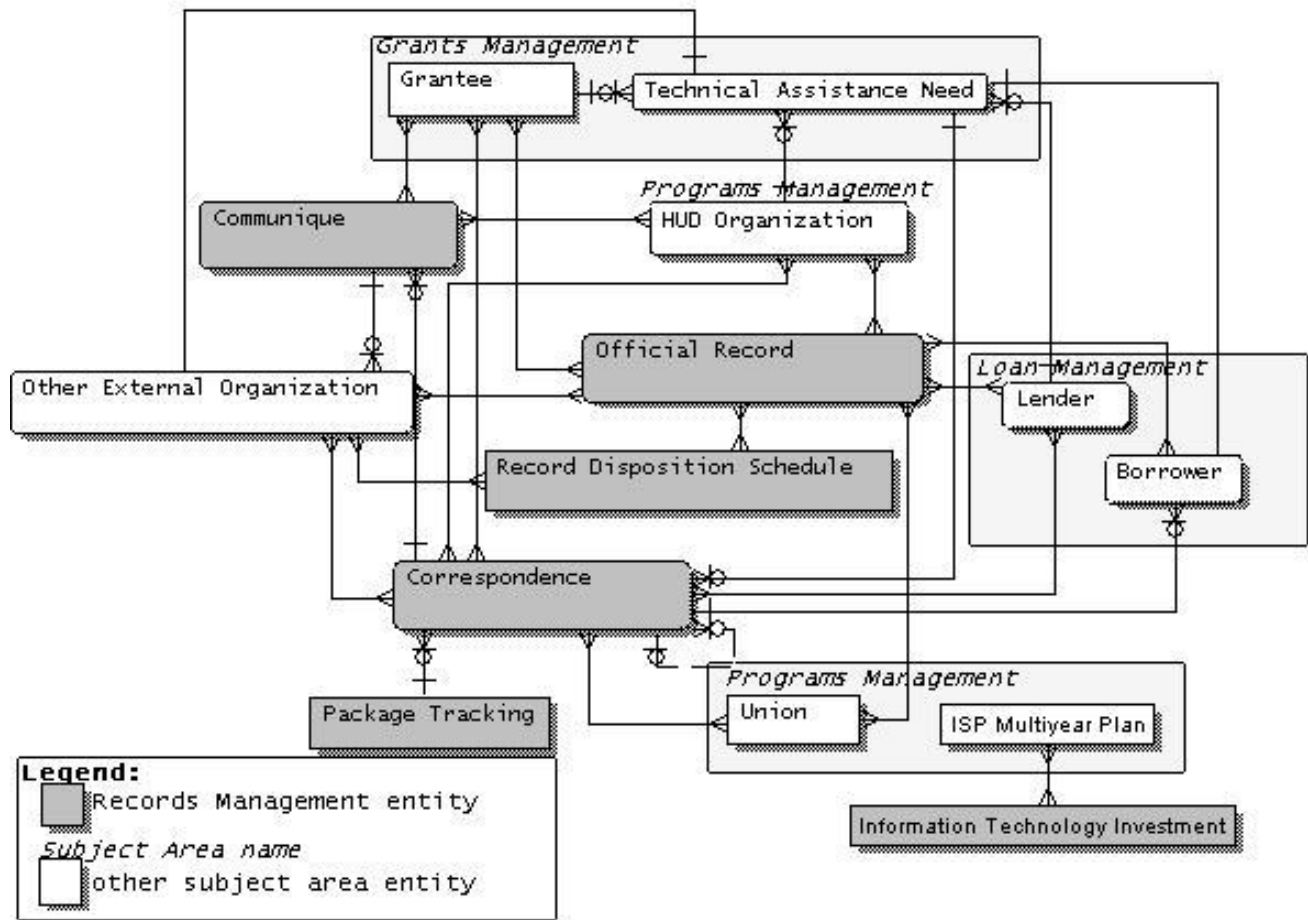 Grants Management
Grantee
Technical Assistance Need
Programs Management
Communique
HUD Organization
Official Record
Loan Management
Other External Organization
Lender
Record Disposition Schedule
Borrower
Correspondence
Programs Management
Package Tracking
Union
ISP Multiyear Plan
Legend:
Records Management entity
Information Technology Investment
Subject Area name
other subject area entity